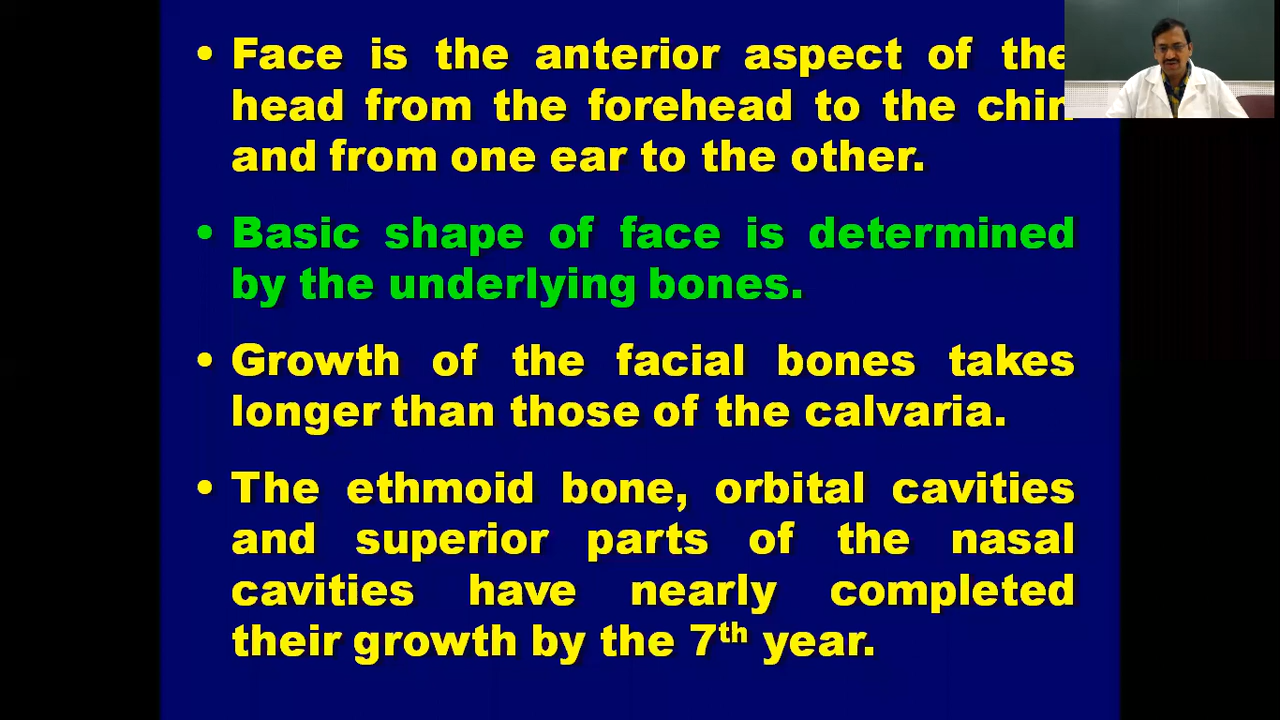 • Face is the anterior aspect of the
head from the forehead to the chin
and from one ear to the other.
• Basic shape of face is determined
by the underlying bones.
• Growth of the facial bones takes
longer than those of the calvaria.
• The ethmoid bone, orbital cavities
and superior parts of the nasal
cavities have nearly completed
their growth by the 7th year.